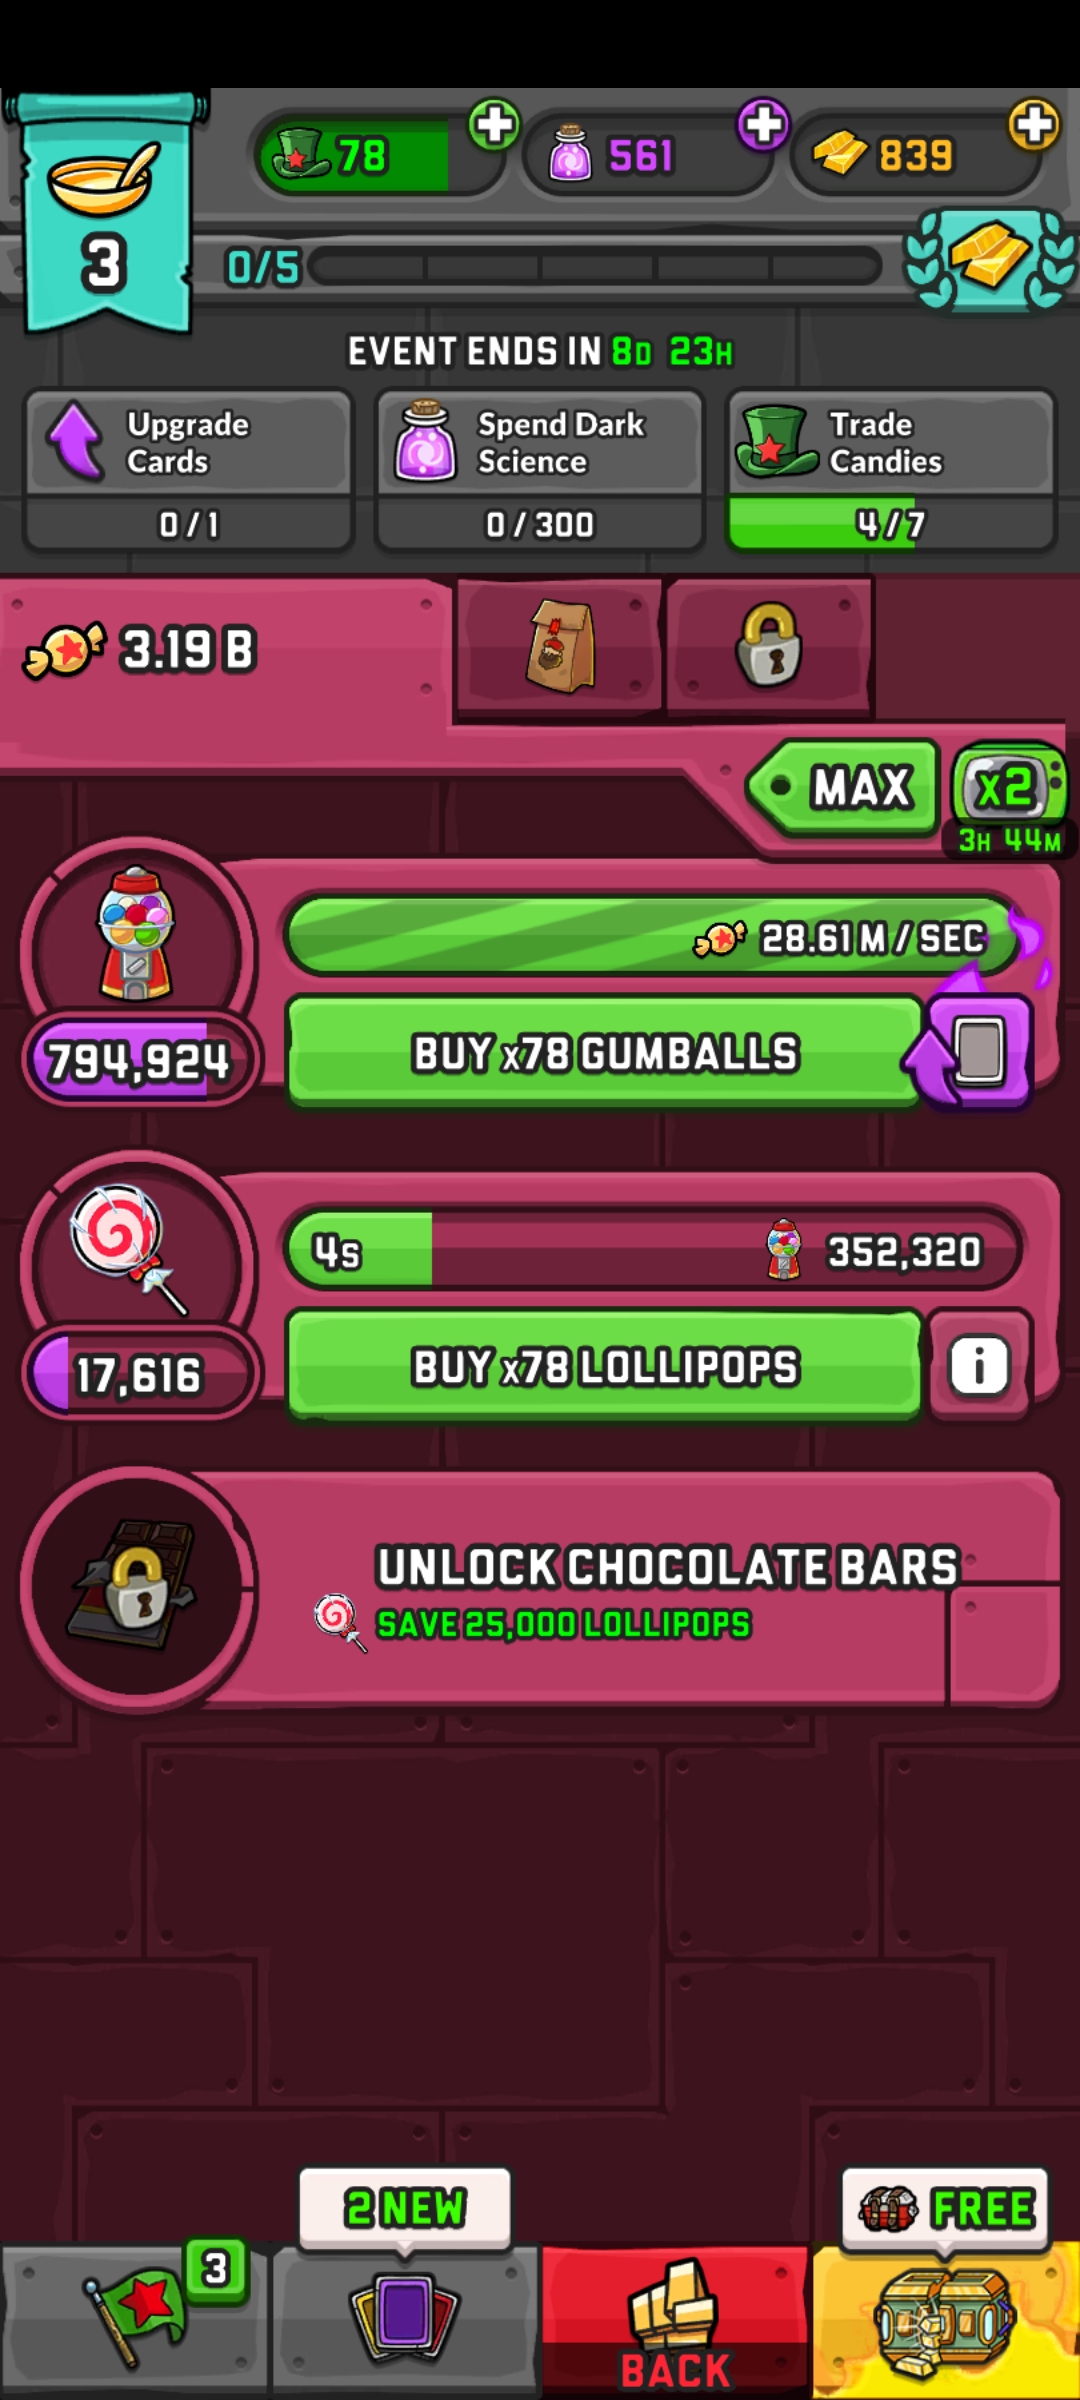 78
561
839
3
0/5
EVENT ENDS IN 8D 23H
Upgrade
Cards
0 / 1
Spend Dark
Science
0 / 300
Trade
Candies
4 / 7
3.19 B
MAX
x2
3H 44M
28.61 M / SEC
794,924
BUY x78 GUMBALLS
4s
352,320
17,616
BUY x78 LOLLIPOPS
i
UNLOCK CHOCOLATE BARS
SAVE 25,000 LOLLIPOPS
2 NEW
FREE
3
BACK